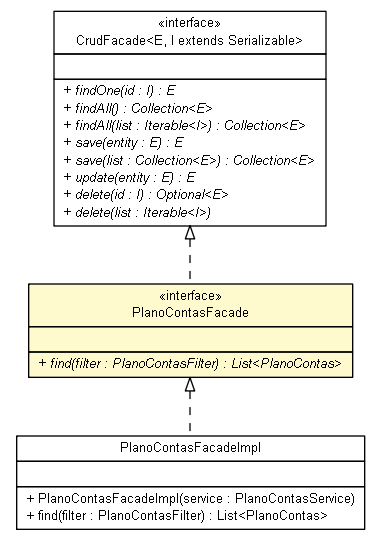 «interface»
CrudFacade<E, I extends Serializable>
+ findOne(id : I) : E
+ findAll() : Collection<E>
+ findAll(list : Iterable<I>) : Collection<E>
+ save(entity : E) : E
+ save(list : Collection<E>) : Collection<E>
+ update(entity : E) : E
+ delete(id : I) : Optional<E>
+ delete(list : Iterable<I>)
«interface»
PlanoContasFacade
+ find(filter : PlanoContasFilter) : List<PlanoContas>
PlanoContasFacadeImpl
+ PlanoContasFacadeImpl(service : PlanoContasService)
+ find(filter : PlanoContasFilter) : List<PlanoContas>